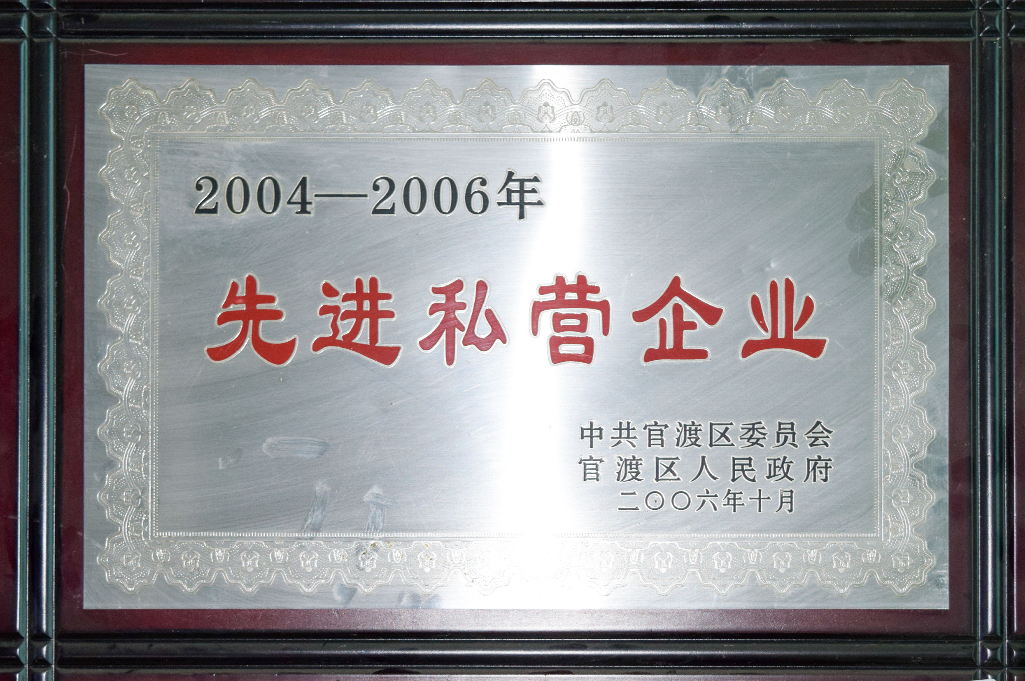 2004—2006年
先进私营企业
中共官渡区委员会
官渡区人民政府
二〇〇六年十月